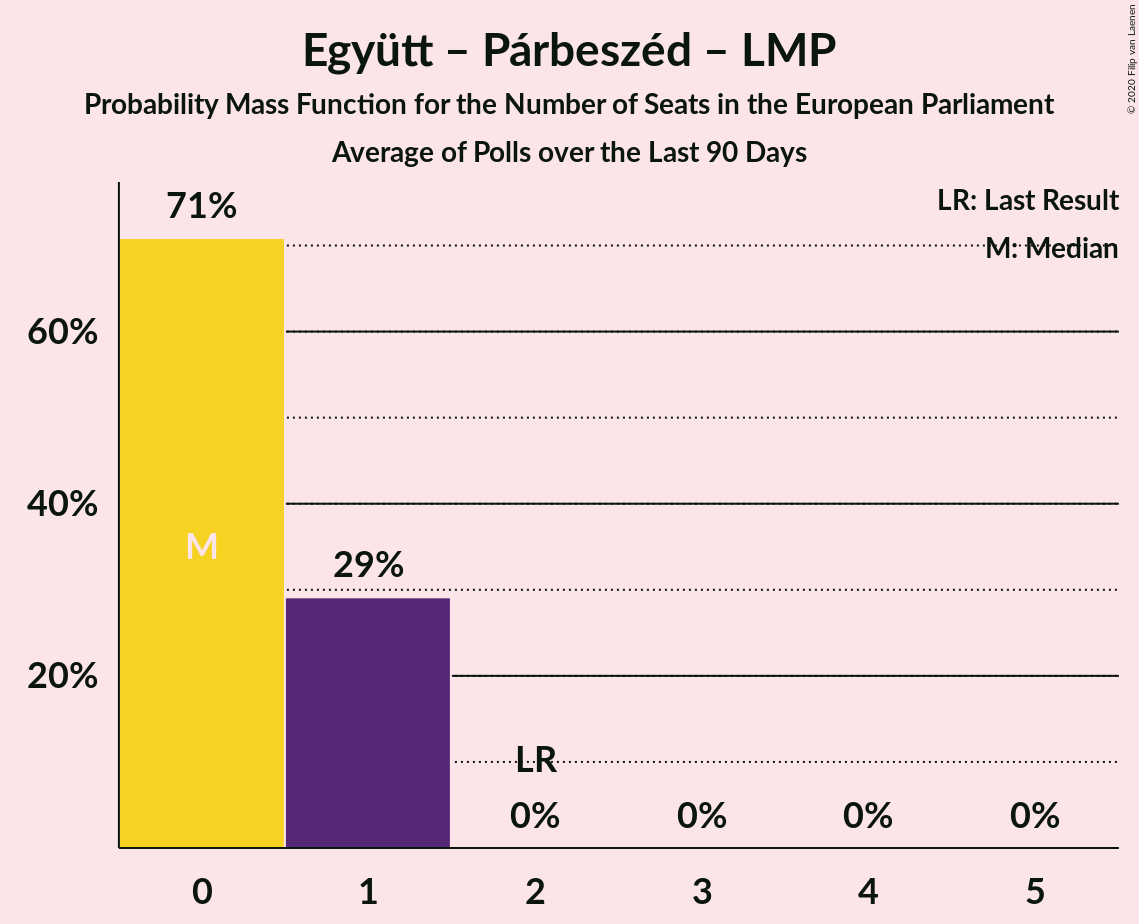 Együtt – Párbeszéd – LMP
Probability Mass Function for the Number of Seats in the European Parliament
Average of Polls over the Last 90 Days
© 2020 Filip van Laenen
LR: Last Result
M: Median
71%
60%
40%
M
29%
20%
LR
0% 0% 0% 0%
0 1 2 3 4 5